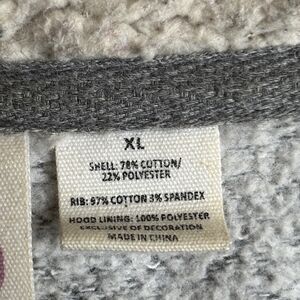 XL
SHELL: 78% COTTON/
22% POLYESTER
RIB: 97% COTTON 3% SPANDEX
HOOD LINING: 100% POLYESTER
EXCLUSIVE OF DECORATION
MADE IN CHINA